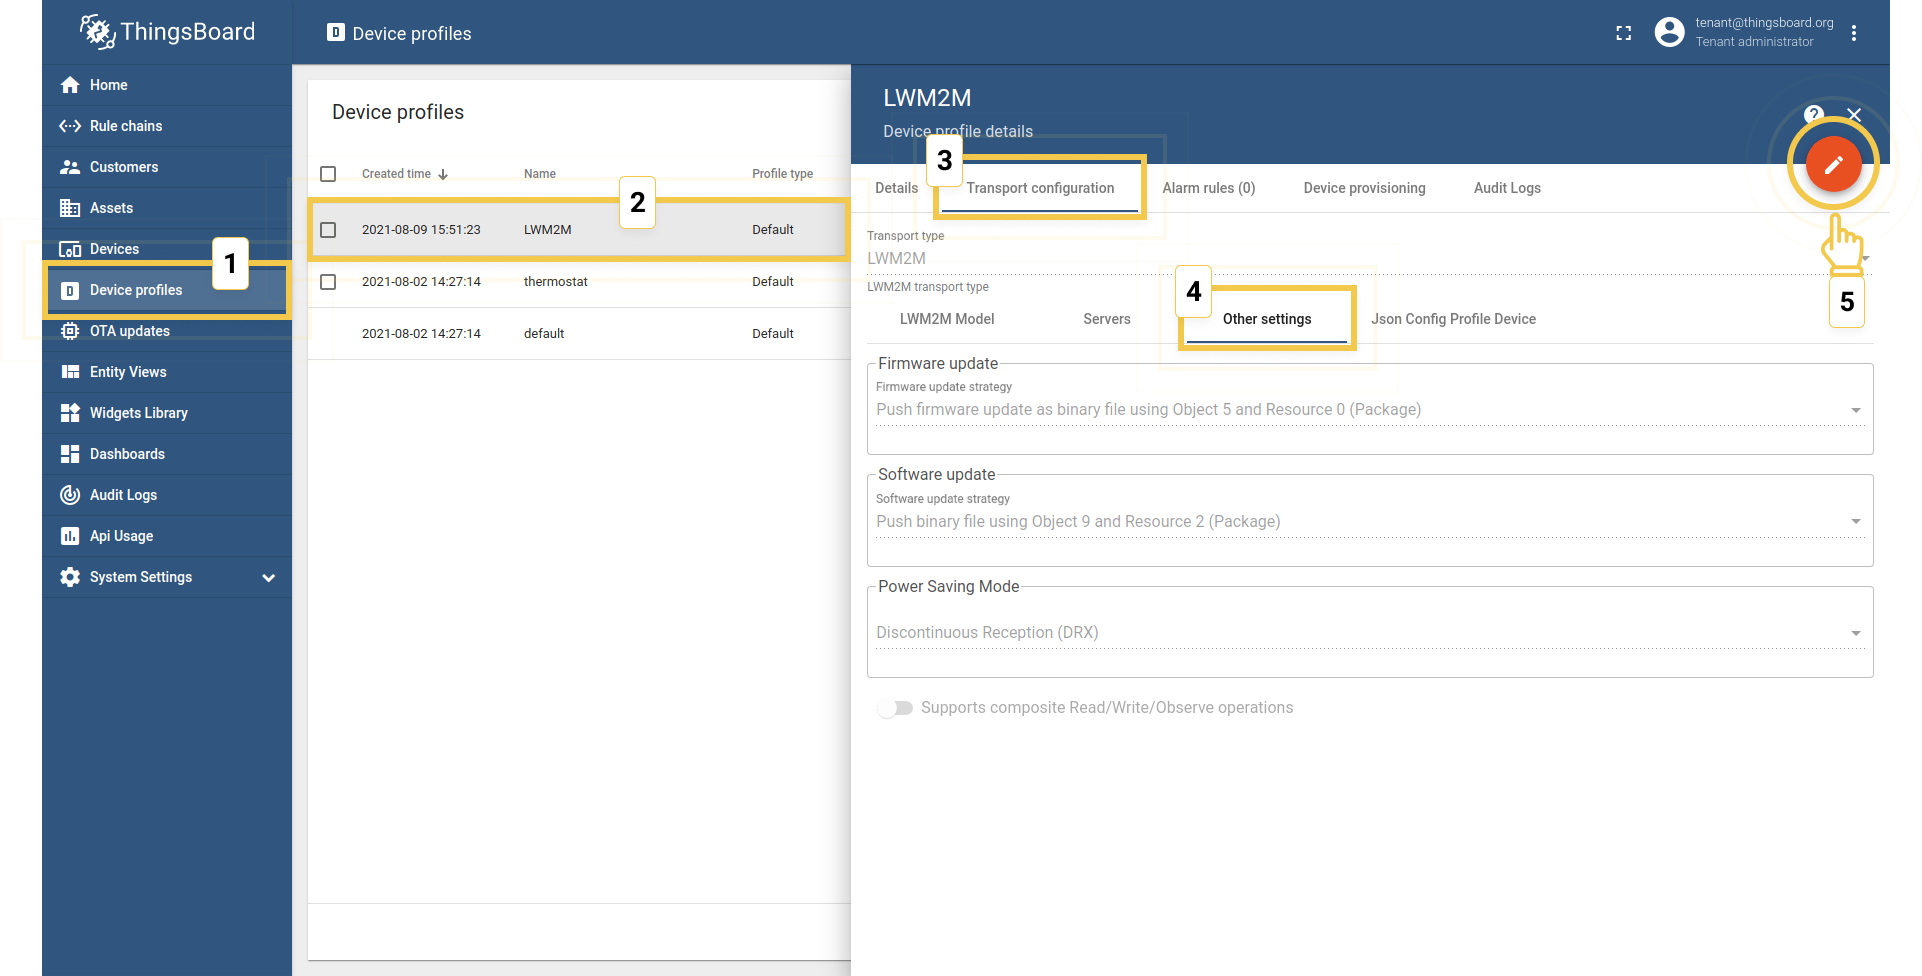 ThingsBoard
Device profiles
tenant@thingsboard.org
Tenant administrator
Home
Rule chains
Customers
Assets
Devices
1
Device profiles
OTA updates
Entity Views
Widgets Library
Dashboards
Audit Logs
Api Usage
System Settings
Device profiles
Created time Name Profile type
2
2021-08-09 15:51:23 LWM2M Default
2021-08-02 14:27:14 thermostat Default
2021-08-02 14:27:14 default Default
LWM2M
Device profile details
?
3
Details Transport configuration Alarm rules (0) Device provisioning Audit Logs
Transport type
LWM2M
LWM2M transport type
4
5
LWM2M Model Servers Other settings Json Config Profile Device
Firmware update
Firmware update strategy
Push firmware update as binary file using Object 5 and Resource 0 (Package)
Software update
Software update strategy
Push binary file using Object 9 and Resource 2 (Package)
Power Saving Mode
Discontinuous Reception (DRX)
Supports composite Read/Write/Observe operations